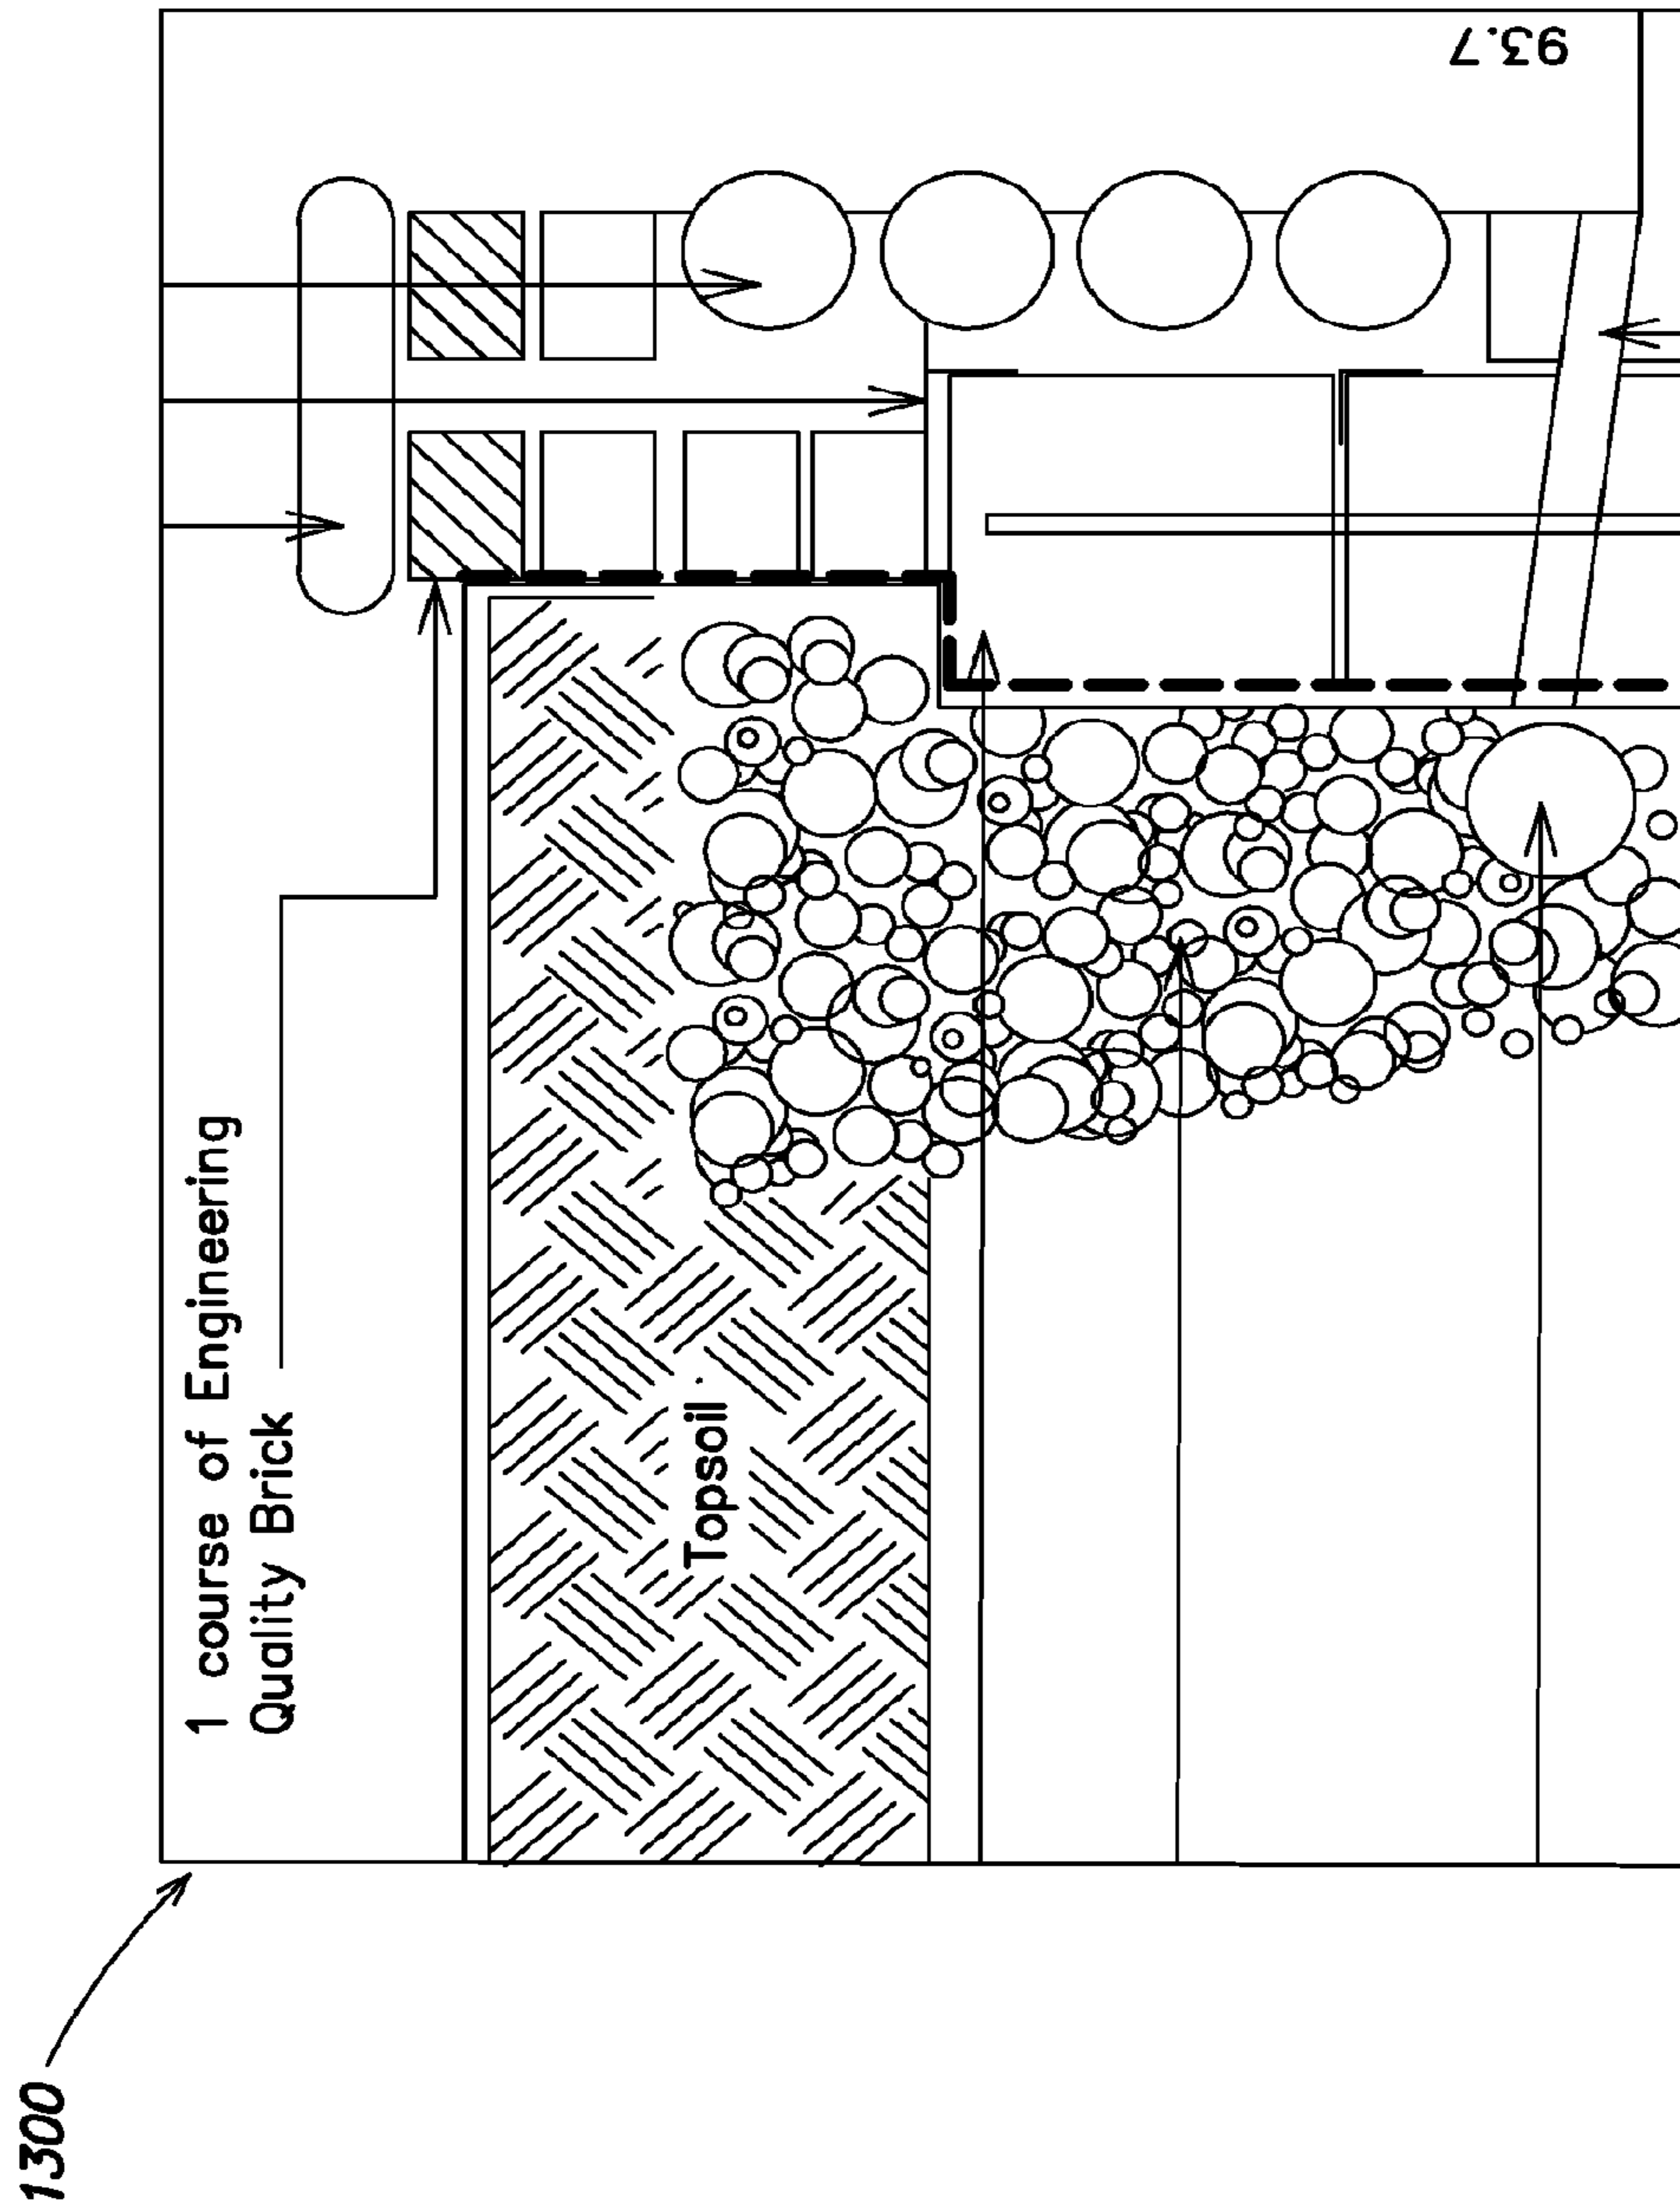 1300
1 course of Engineering
Quality Brick
Topsoil
93.7